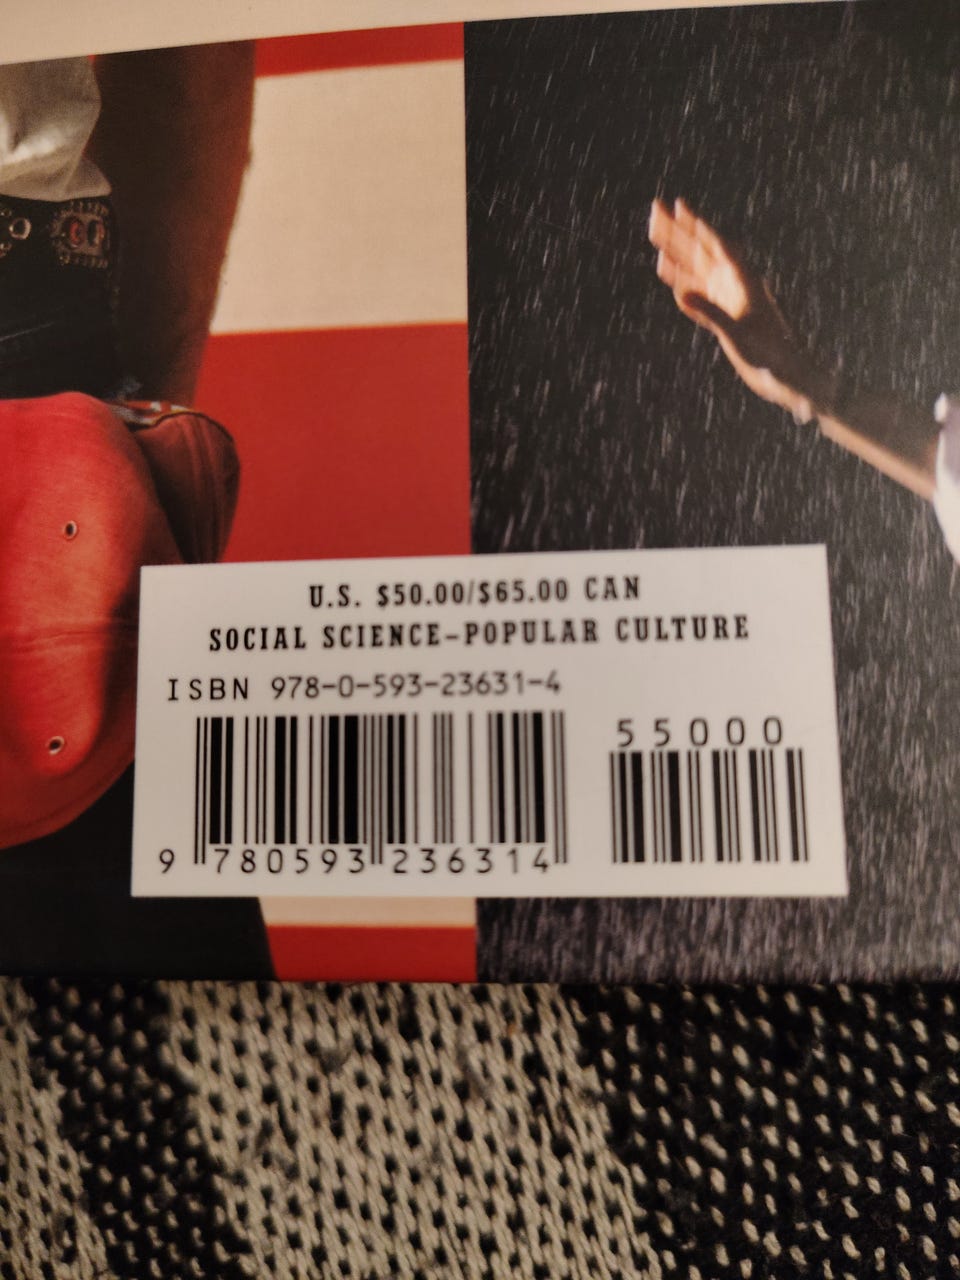 U.S. $50.00/$65.00 CAN
SOCIAL SCIENCE–POPULAR CULTURE
ISBN 978-0-593-23631-4
55000
9 780593 236314